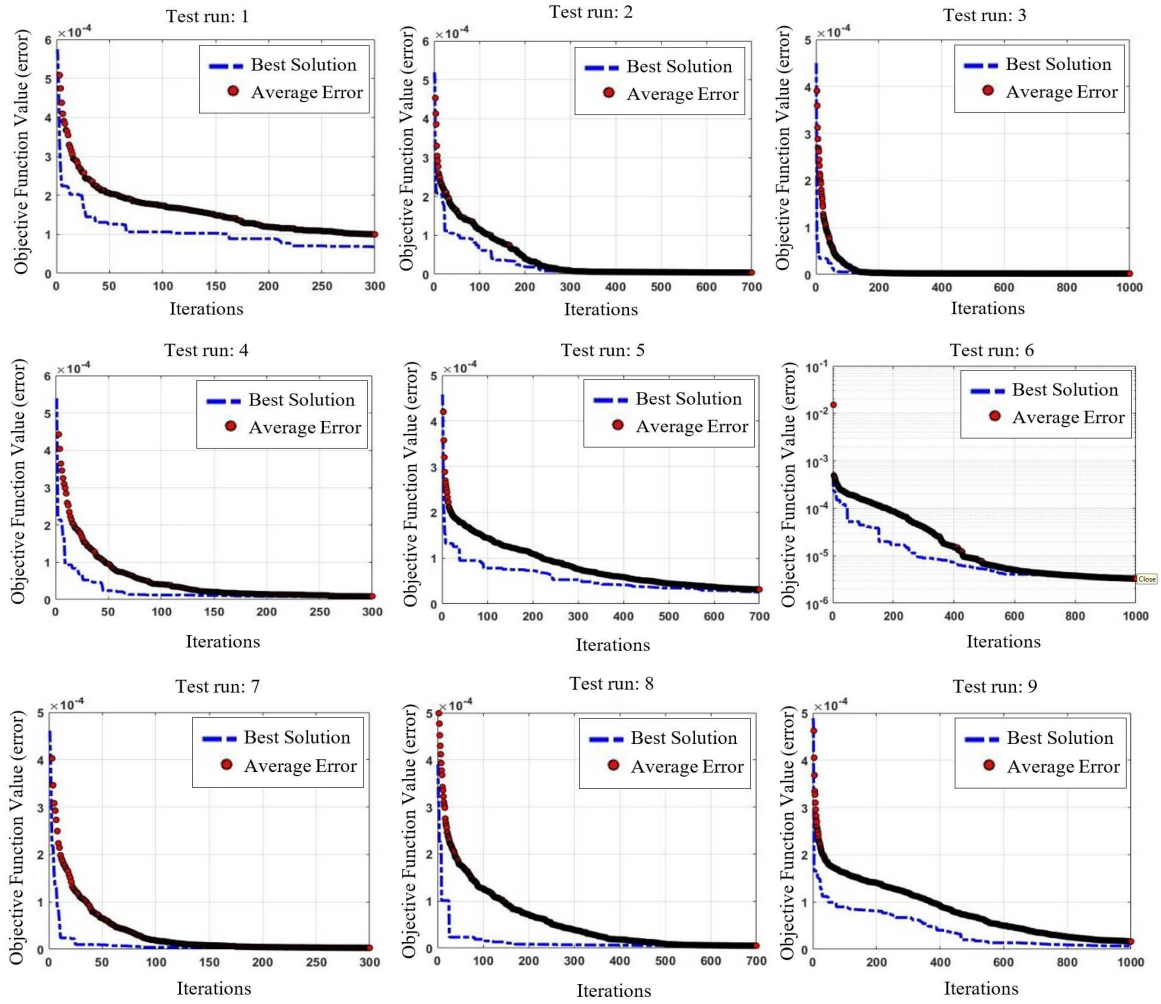 Test run: 1
×10⁻⁴
Objective Function Value (error)
6
5
4
3
2
1
0
Best Solution
Average Error
0 50 100 150 200 250 300
Iterations
Test run: 2
×10⁻⁴
Objective Function Value (error)
6
5
4
3
2
1
0
Best Solution
Average Error
0 100 200 300 400 500 600 700
Iterations
Test run: 3
×10⁻⁴
Objective Function Value (error)
5
4
3
2
1
0
Best Solution
Average Error
0 200 400 600 800 1000
Iterations
Test run: 4
×10⁻⁴
Objective Function Value (error)
6
5
4
3
2
1
0
Best Solution
Average Error
0 50 100 150 200 250 300
Iterations
Test run: 5
×10⁻⁴
Objective Function Value (error)
5
4
3
2
1
0
Best Solution
Average Error
0 100 200 300 400 500 600 700
Iterations
Test run: 6
Objective Function Value (error)
10⁻¹
10⁻²
10⁻³
10⁻⁴
10⁻⁵
10⁻⁶
Best Solution
Average Error
Close
0 200 400 600 800 1000
Iterations
Test run: 7
×10⁻⁴
Objective Function Value (error)
5
4
3
2
1
0
Best Solution
Average Error
0 50 100 150 200 250 300
Iterations
Test run: 8
×10⁻⁴
Objective Function Value (error)
5
4
3
2
1
0
Best Solution
Average Error
0 100 200 300 400 500 600 700
Iterations
Test run: 9
×10⁻⁴
Objective Function Value (error)
5
4
3
2
1
0
Best Solution
Average Error
0 200 400 600 800 1000
Iterations